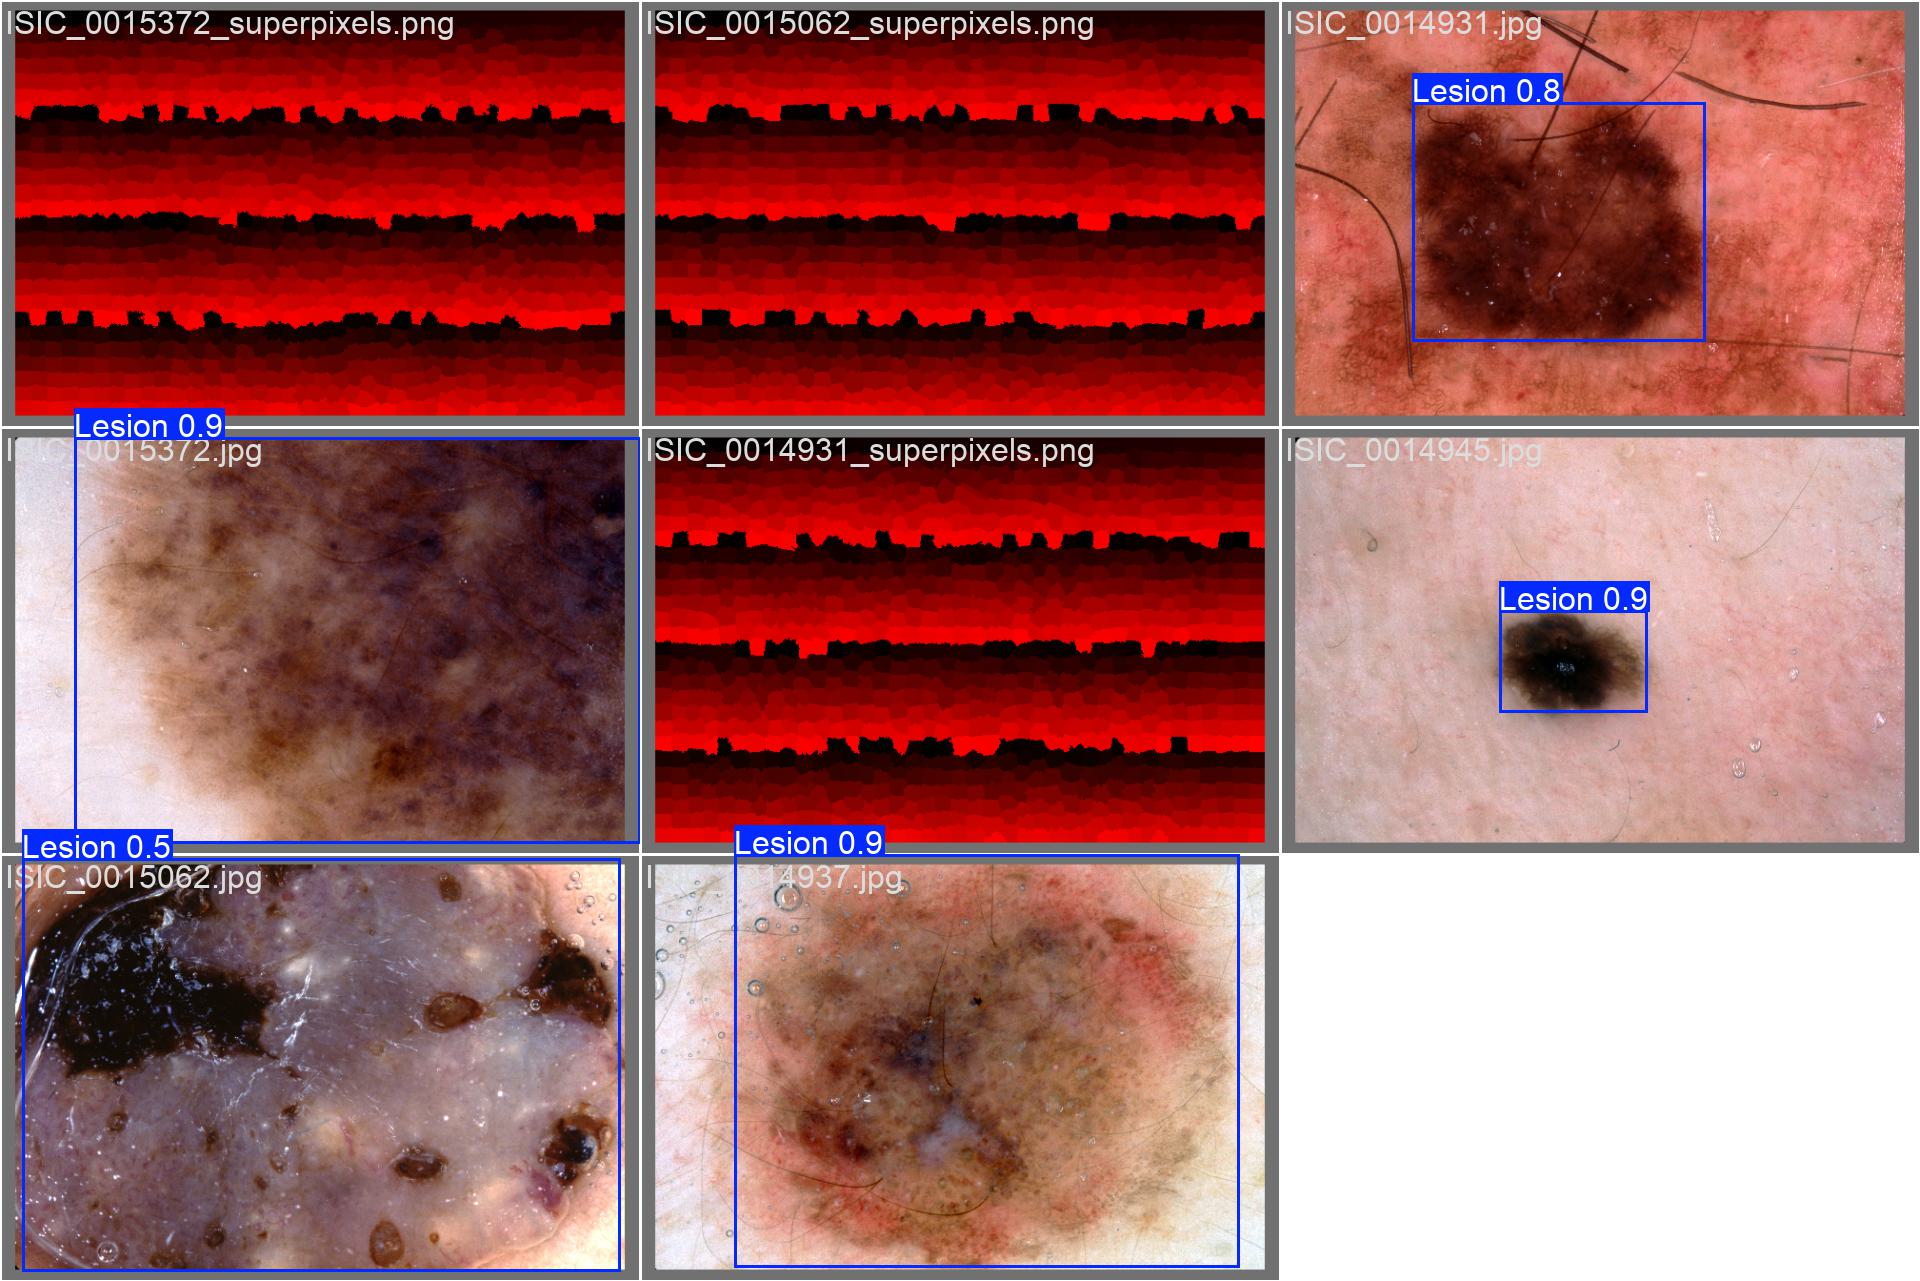 ISIC_0015372_superpixels.png
ISIC_0015062_superpixels.png
ISIC_0014931.jpg
Lesion 0.8
Lesion 0.9
ISIC_0015372.jpg
ISIC_0014931_superpixels.png
ISIC_0014945.jpg
Lesion 0.9
Lesion 0.5
ISIC_0015062.jpg
Lesion 0.9
4937.jpg